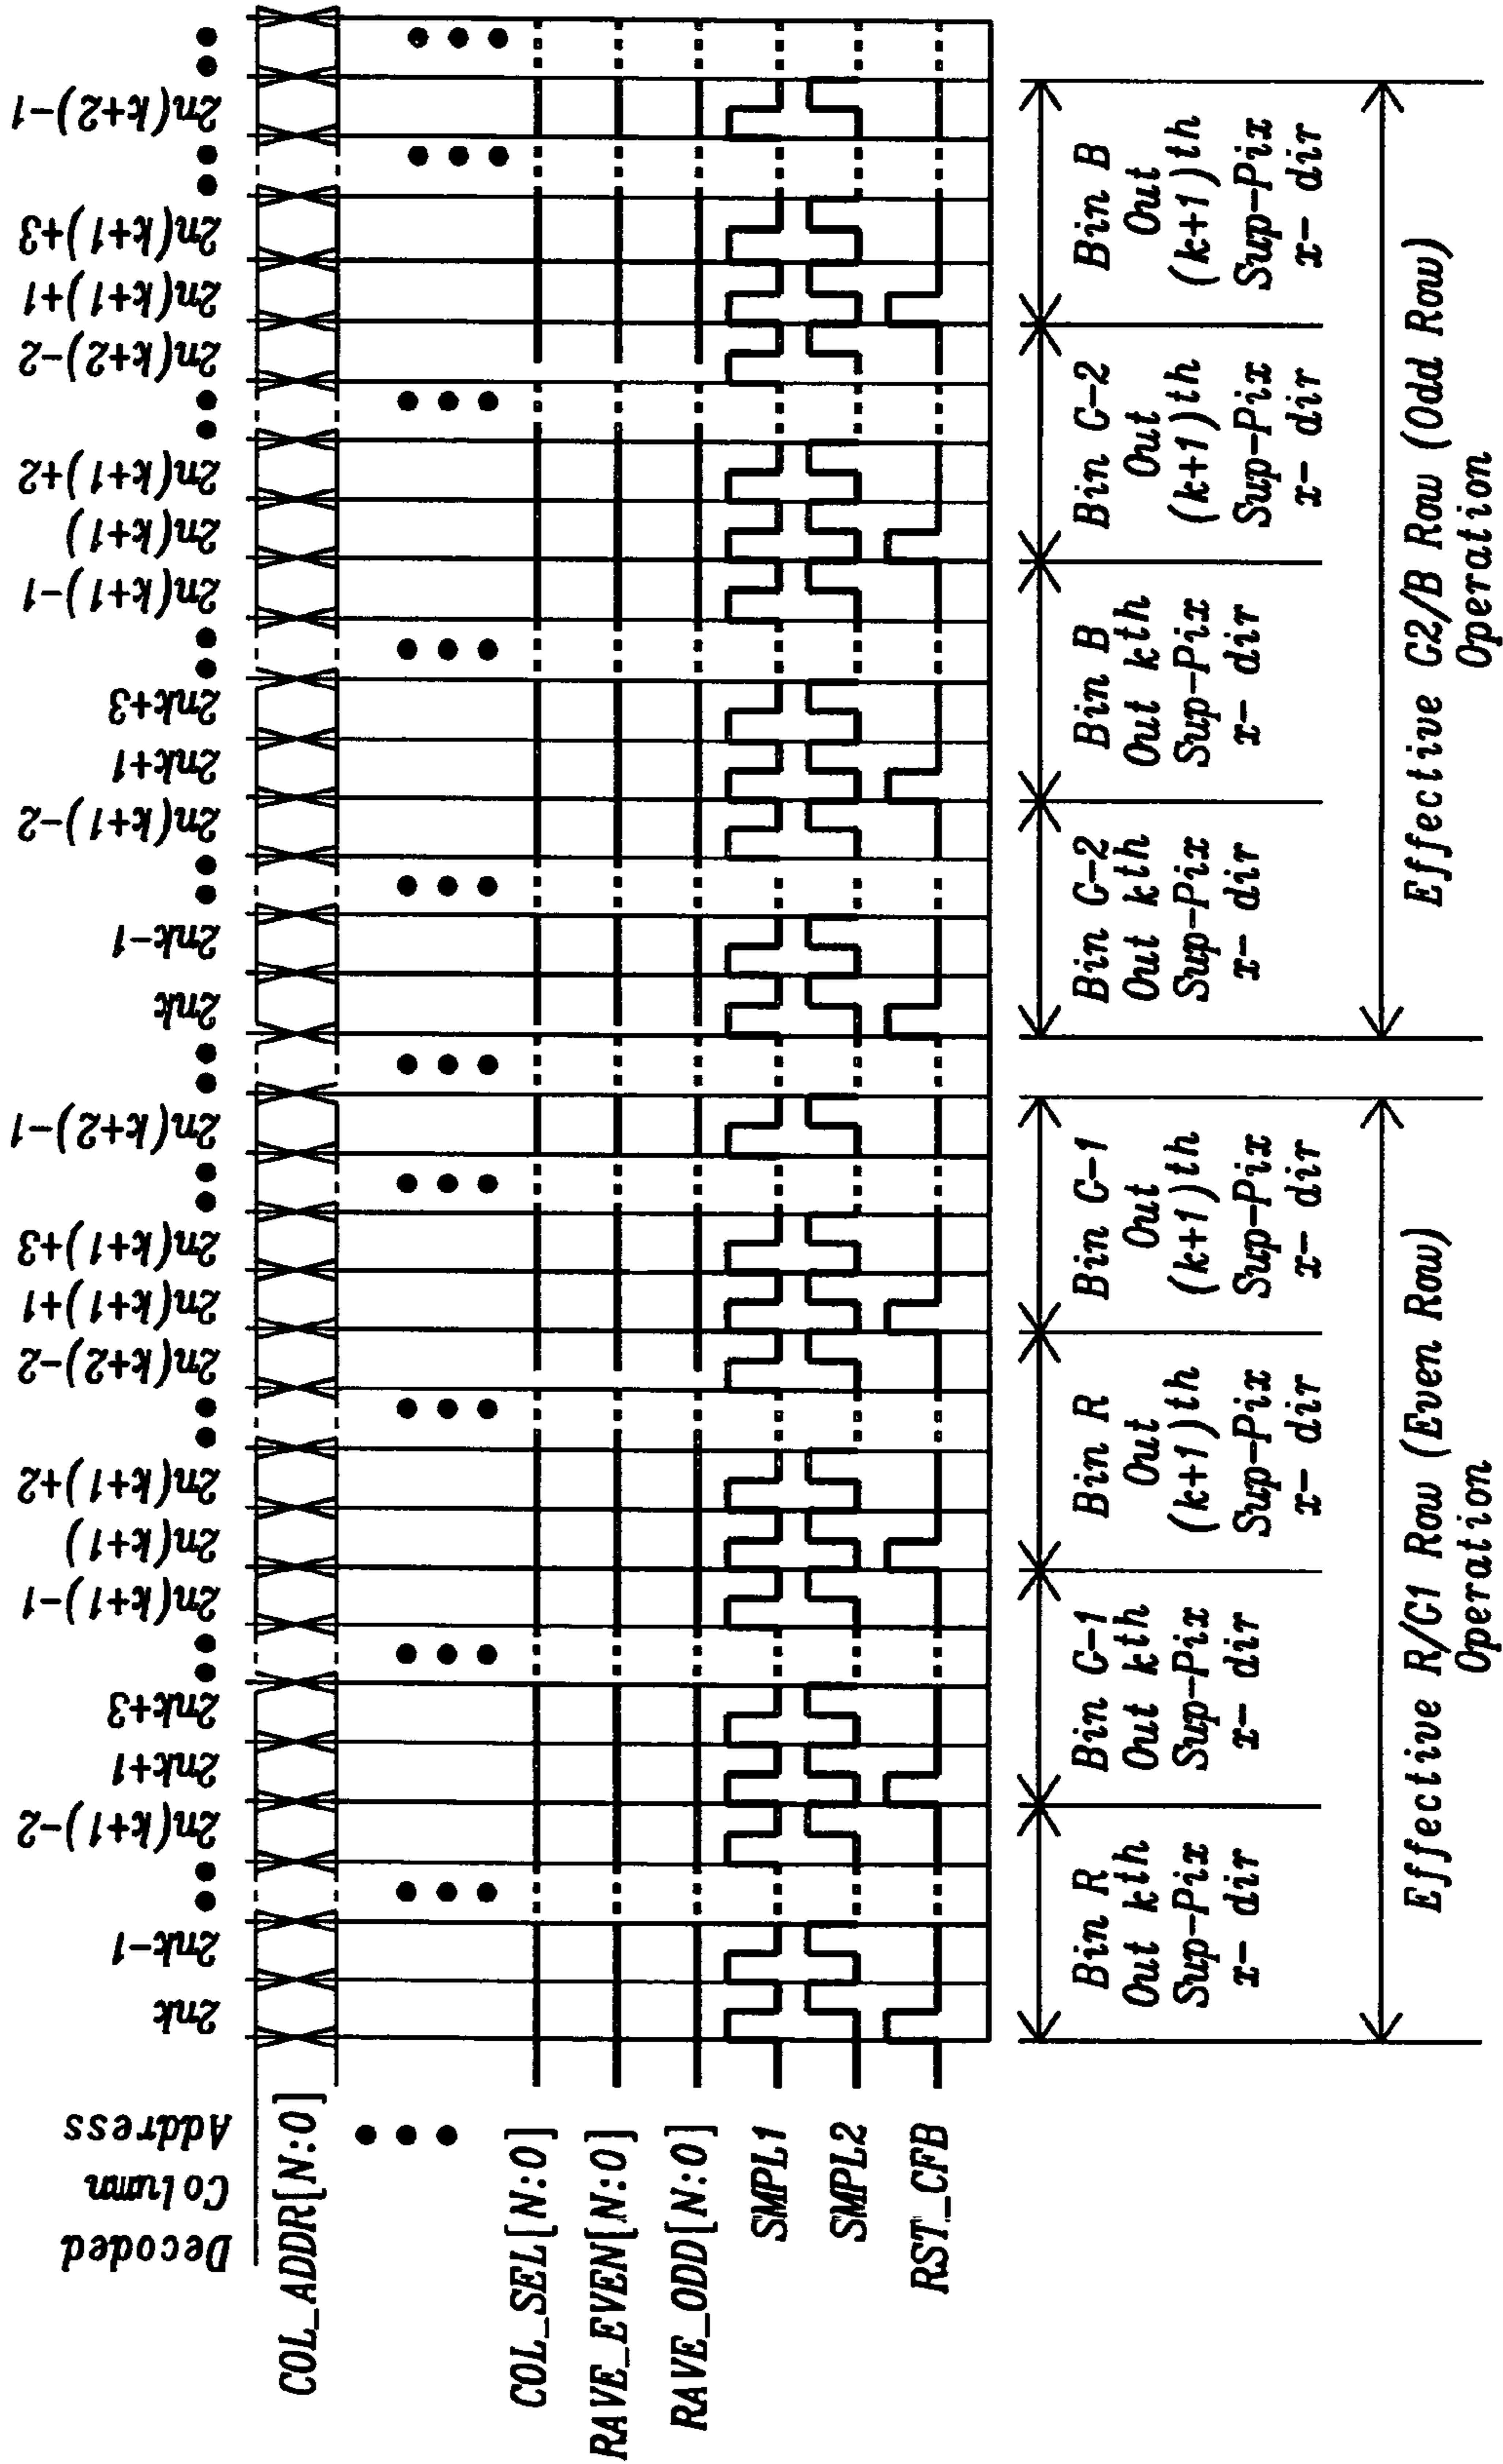 Decoded
Column
Address
2nk
2nk-1
2n(k+1)-2
2nk+1
2nk+3
2n(k+1)-1
2n(k+1)
2n(k+1)+2
2n(k+2)-2
2n(k+1)+1
2n(k+1)+3
2n(k+2)-1
2nk
2nk-1
2n(k+1)-2
2nk+1
2nk+3
2n(k+1)-1
2n(k+1)
2n(k+1)+2
2n(k+2)-2
2n(k+1)+1
2n(k+1)+3
2n(k+2)-1
COL_ADDR[N:0]
COL_SEL[N:0]
RAVE_EVEN[N:0]
RAVE_ODD[N:0]
SMPL1
SMPL2
RST_CFB
Bin R
Out kth
Sup-Pix
x- dir
Bin G-1
Out kth
Sup-Pix
x- dir
Bin R
Out
(k+1)th
Sup-Pix
x- dir
Bin G-1
Out
(k+1)th
Sup-Pix
x- dir
Bin G-2
Out kth
Sup-Pix
x- dir
Bin B
Out kth
Sup-Pix
x- dir
Bin G-2
Out
(k+1)th
Sup-Pix
x- dir
Bin B
Out
(k+1)th
Sup-Pix
x- dir
Effective R/G1 Row (Even Row)
Operation
Effective G2/B Row (Odd Row)
Operation